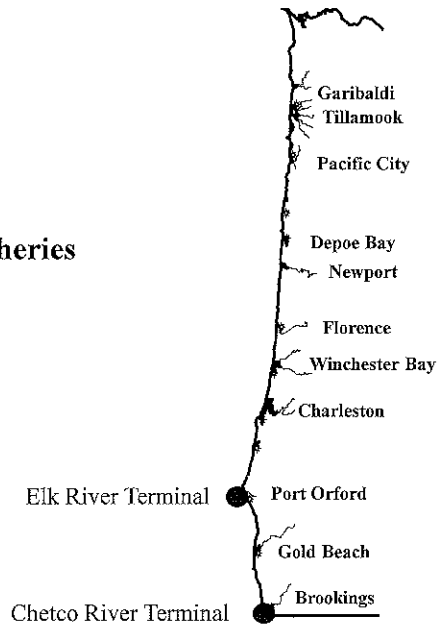 Garibaldi
Tillamook
Pacific City
heries
Depoe Bay
Newport
Florence
Winchester Bay
Charleston
Elk River Terminal
Port Orford
Gold Beach
Brookings
Chetco River Terminal